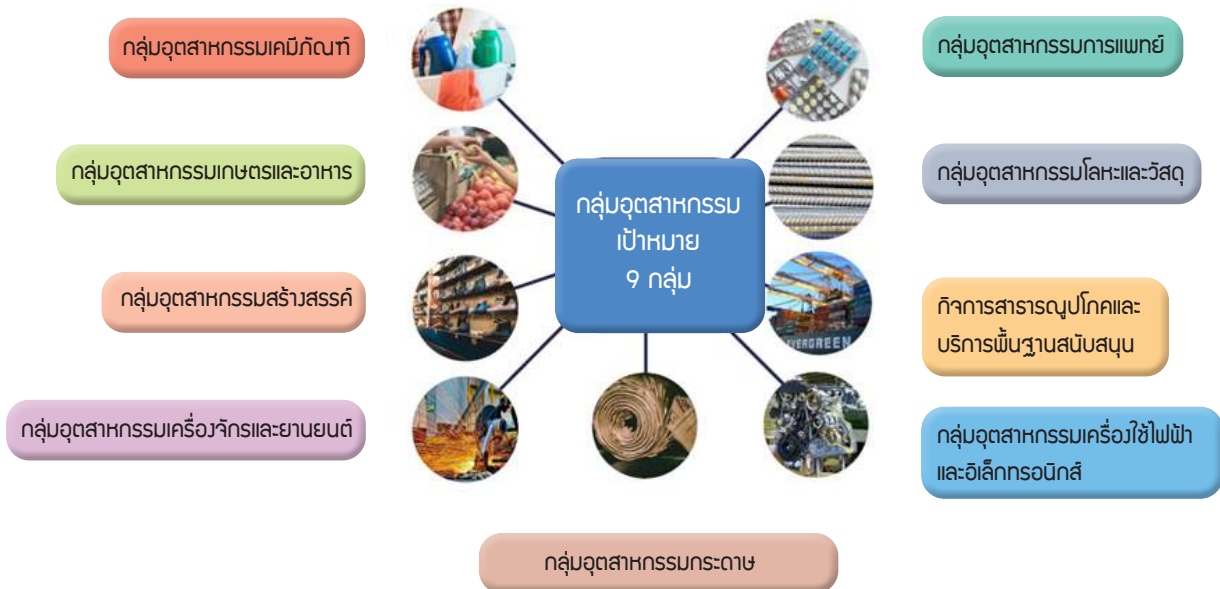 กลุ่มอุตสาหกรรมเคมีภัณฑ์
กลุ่มอุตสาหกรรมการแพทย์
กลุ่มอุตสาหกรรมเกษตรและอาหาร
กลุ่มอุตสาหกรรมโลหะและวัสดุ
กลุ่มอุตสาหกรรม
เป้าหมาย
9 กลุ่ม
กลุ่มอุตสาหกรรมสร้างสรรค์
กิจการสาธารณูปโภคและ
บริการพื้นฐานสนับสนุน
EVERGREEN
กลุ่มอุตสาหกรรมเครื่องจักรและยานยนต์
กลุ่มอุตสาหกรรมเครื่องใช้ไฟฟ้า
และอิเล็กทรอนิกส์
กลุ่มอุตสาหกรรมกระดาษ